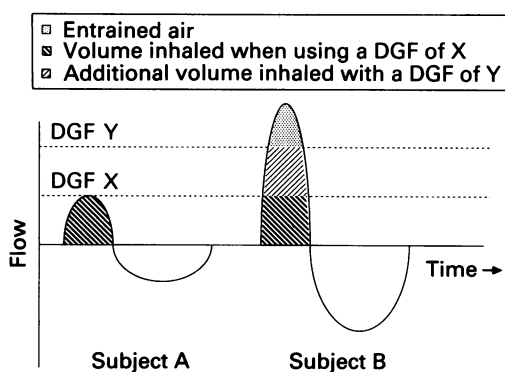 Entrained air
Volume inhaled when using a DGF of X
Additional volume inhaled with a DGF of Y
DGF Y
DGF X
Flow
Time →
Subject A
Subject B